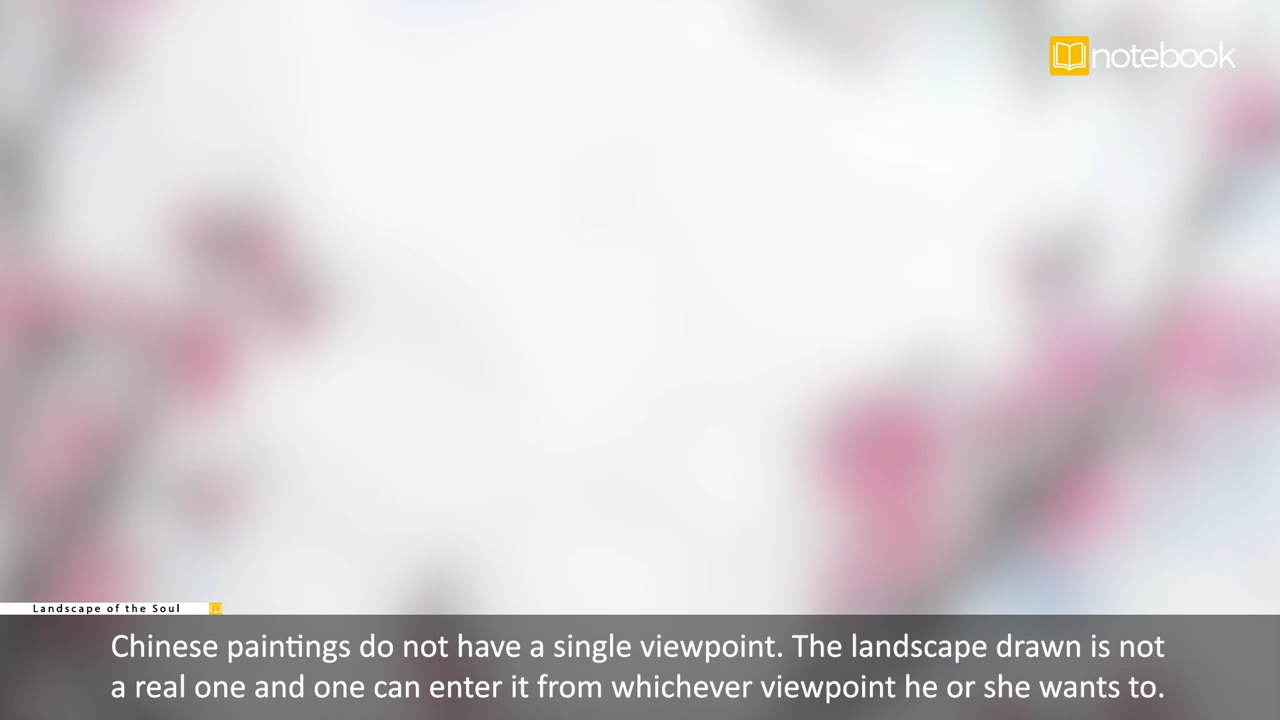 notebook
Landscape of the Soul
Chinese paintings do not have a single viewpoint. The landscape drawn is not
a real one and one can enter it from whichever viewpoint he or she wants to.